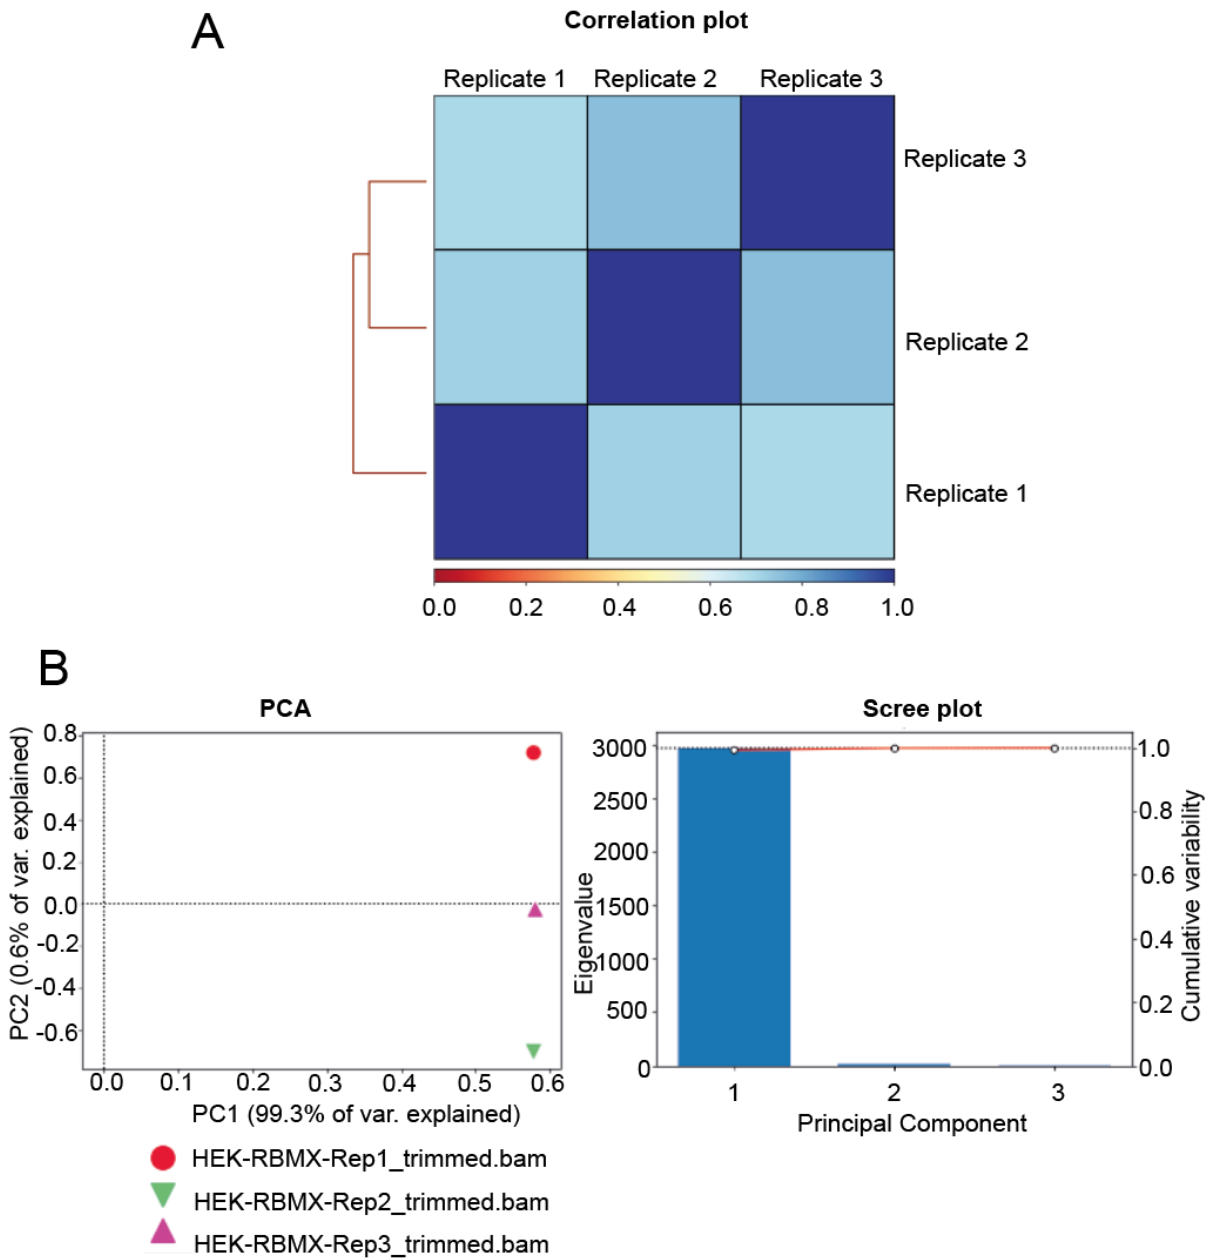 A
Correlation plot
Replicate 1 Replicate 2 Replicate 3
Replicate 3
Replicate 2
Replicate 1
0.0 0.2 0.4 0.6 0.8 1.0
B
PCA
PC2 (0.6% of var. explained)
0.8
0.6
0.4
0.2
0.0
-0.2
-0.4
-0.6
0.0 0.1 0.2 0.3 0.4 0.5 0.6
PC1 (99.3% of var. explained)
HEK-RBMX-Rep1_trimmed.bam
HEK-RBMX-Rep2_trimmed.bam
HEK-RBMX-Rep3_trimmed.bam
Scree plot
Eigenvalue
3000
2500
2000
1500
1000
500
0
1.0
0.8
0.6
0.4
0.2
0.0
Cumulative variability
1 2 3
Principal Component